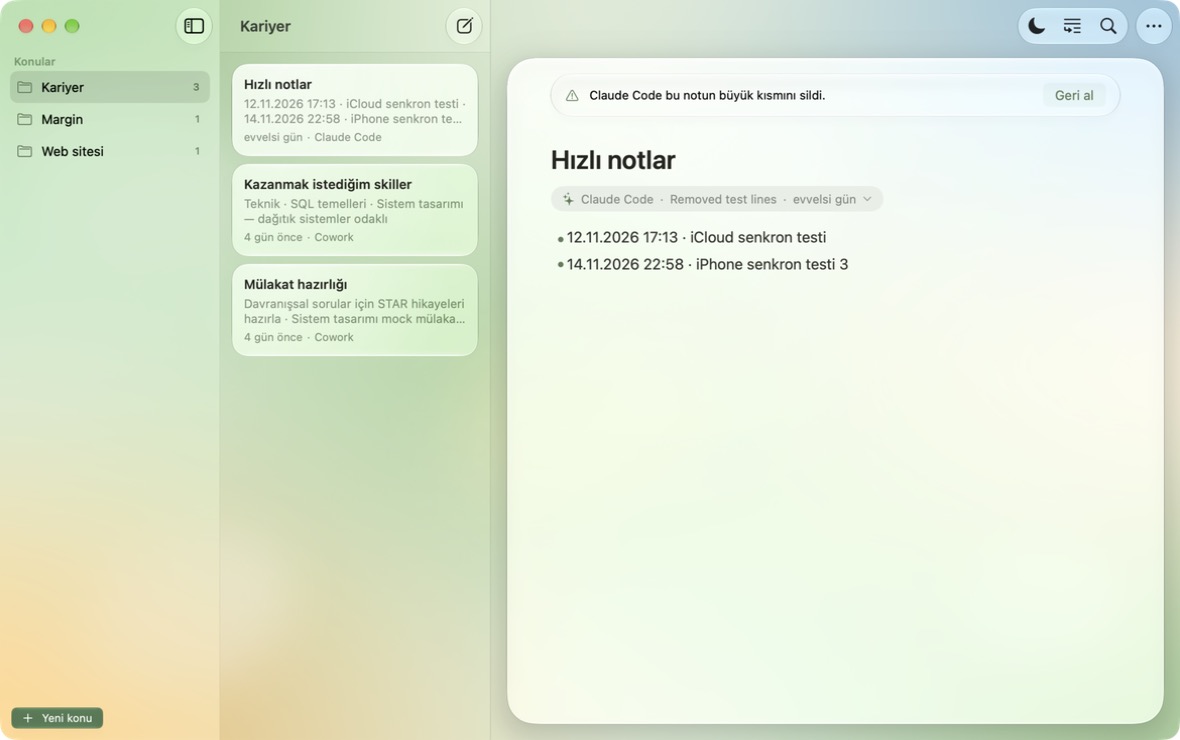 Konular
Kariyer 3
Margin 1
Web sitesi 1
+ Yeni konu
Kariyer
Hızlı notlar
12.11.2026 17:13 · iCloud senkron testi ·
14.11.2026 22:58 · iPhone senkron te...
evvelsi gün · Claude Code
Kazanmak istediğim skiller
Teknik · SQL temelleri · Sistem tasarımı
— dağıtık sistemler odaklı
4 gün önce · Cowork
Mülakat hazırlığı
Davranışsal sorular için STAR hikayeleri
hazırla · Sistem tasarımı mock mülaka...
4 gün önce · Cowork
Claude Code bu notun büyük kısmını sildi.
Geri al
Hızlı notlar
Claude Code · Removed test lines · evvelsi gün
• 12.11.2026 17:13 · iCloud senkron testi
• 14.11.2026 22:58 · iPhone senkron testi 3